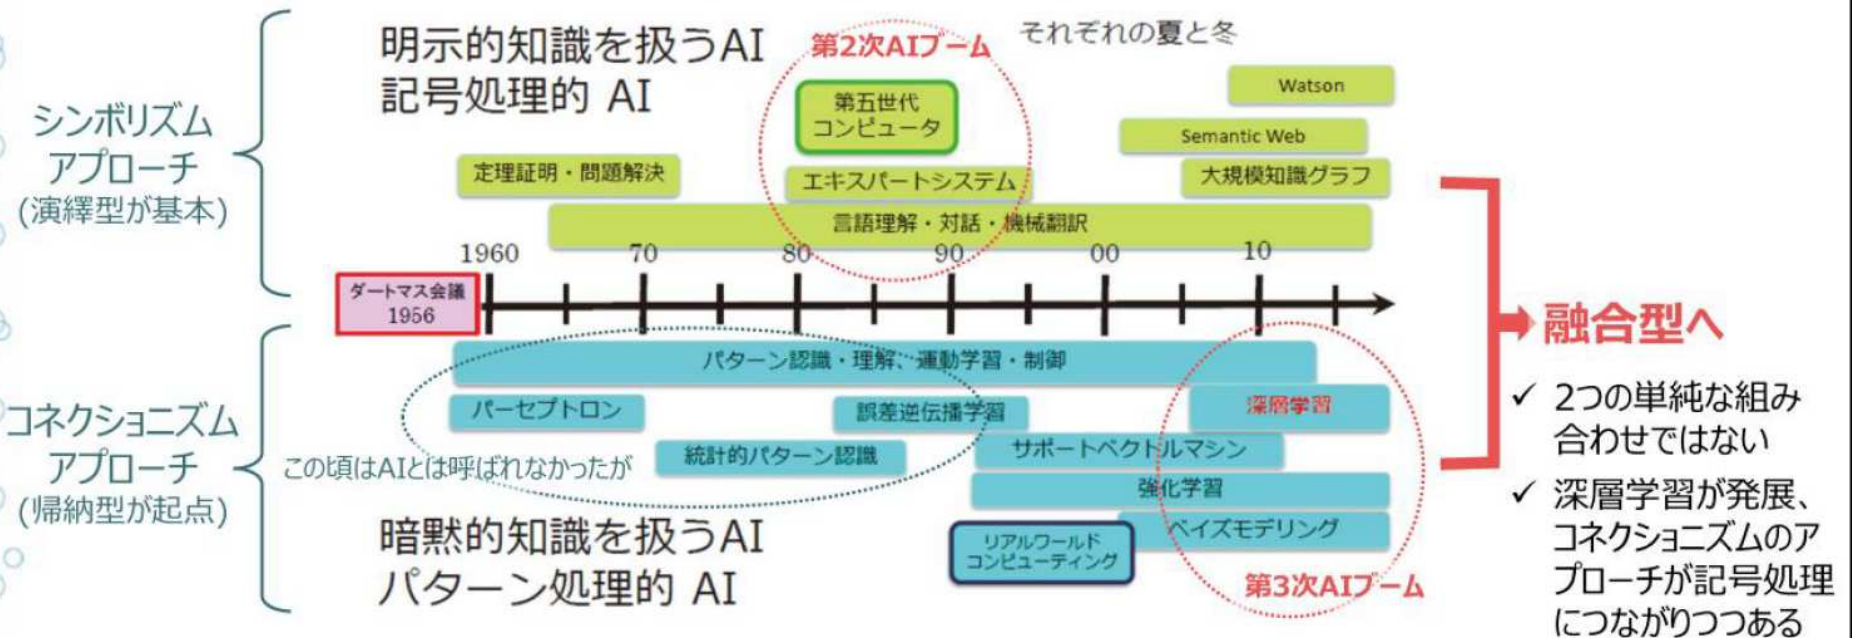 明示的知識を扱うAI
記号処理的 AI
第2次AIブーム
それぞれの夏と冬
シンボリズム
アプローチ
(演繹型が基本)
第五世代
コンピュータ
Watson
Semantic Web
定理証明・問題解決
エキスパートシステム
大規模知識グラフ
言語理解・対話・機械翻訳
1960
70
80
90
00
10
ダートマス会議
1956
融合型へ
✓ 2つの単純な組み
合わせではない
✓ 深層学習が発展、
コネクショニズムのア
プローチが記号処理
につながりつつある
コネクショニズム
アプローチ
(帰納型が起点)
パターン認識・理解、運動学習・制御
パーセプトロン
誤差逆伝播学習
深層学習
統計的パターン認識
サポートベクトルマシン
この頃はAIとは呼ばれなかったが
強化学習
ベイズモデリング
リアルワールド
コンピューティング
暗黙的知識を扱うAI
パターン処理的 AI
第3次AIブーム